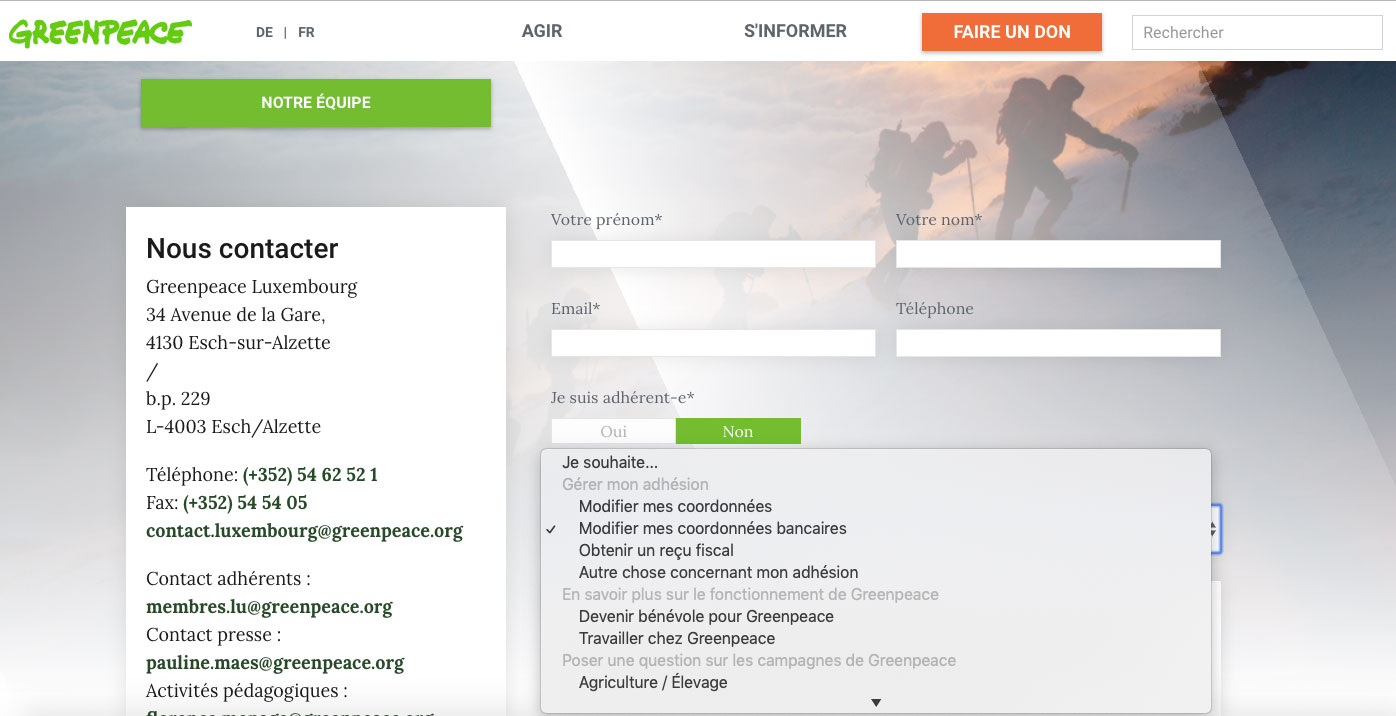 GREENPEACE
DE | FR
AGIR
S'INFORMER
FAIRE UN DON
Rechercher
NOTRE ÉQUIPE
Nous contacter
Greenpeace Luxembourg
34 Avenue de la Gare,
4130 Esch-sur-Alzette
/
b.p. 229
L-4003 Esch/Alzette
Téléphone: (+352) 54 62 52 1
Fax: (+352) 54 54 05
contact.luxembourg@greenpeace.org
Contact adhérents :
membres.lu@greenpeace.org
Contact presse :
pauline.maes@greenpeace.org
Activités pédagogiques :
Votre prénom*
Votre nom*
Email*
Téléphone
Je suis adhérent-e*
Oui
Non
Je souhaite...
Gérer mon adhésion
Modifier mes coordonnées
✓ Modifier mes coordonnées bancaires
Obtenir un reçu fiscal
Autre chose concernant mon adhésion
En savoir plus sur le fonctionnement de Greenpeace
Devenir bénévole pour Greenpeace
Travailler chez Greenpeace
Poser une question sur les campagnes de Greenpeace
Agriculture / Élevage